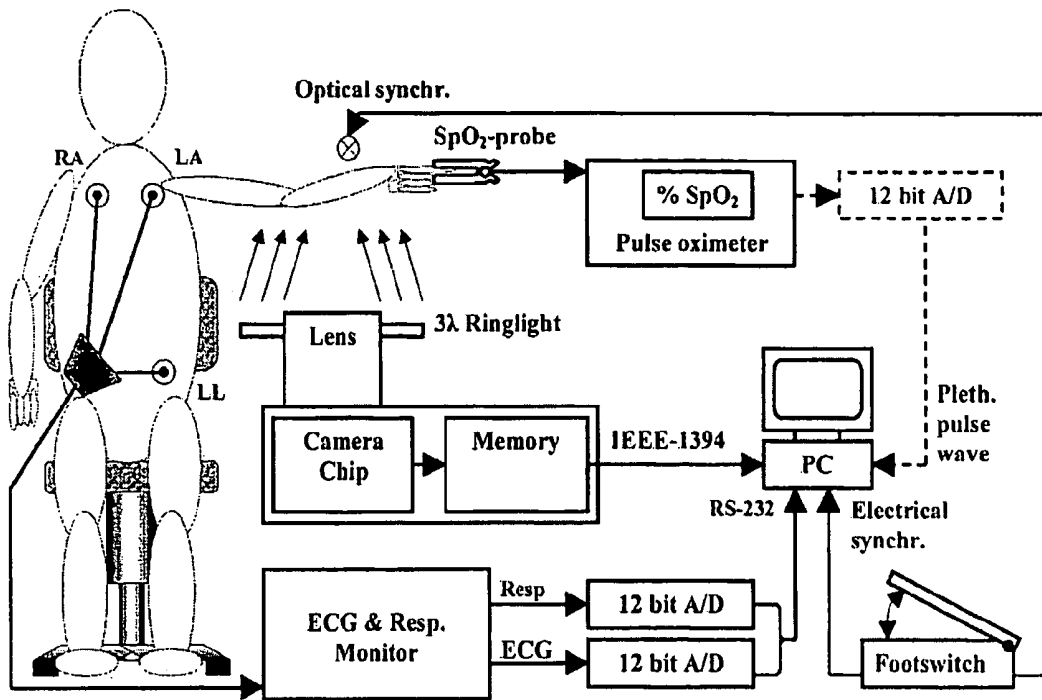 Optical synchr.
SpO₂-probe
RA
LA
% SpO₂
Pulse oximeter
12 bit A/D
3λ Ringlight
Lens
LL
Camera
Chip
Memory
IEEE-1394
PC
Pleth.
pulse
wave
RS-232
Electrical
synchr.
ECG & Resp.
Monitor
Resp
12 bit A/D
ECG
12 bit A/D
Footswitch